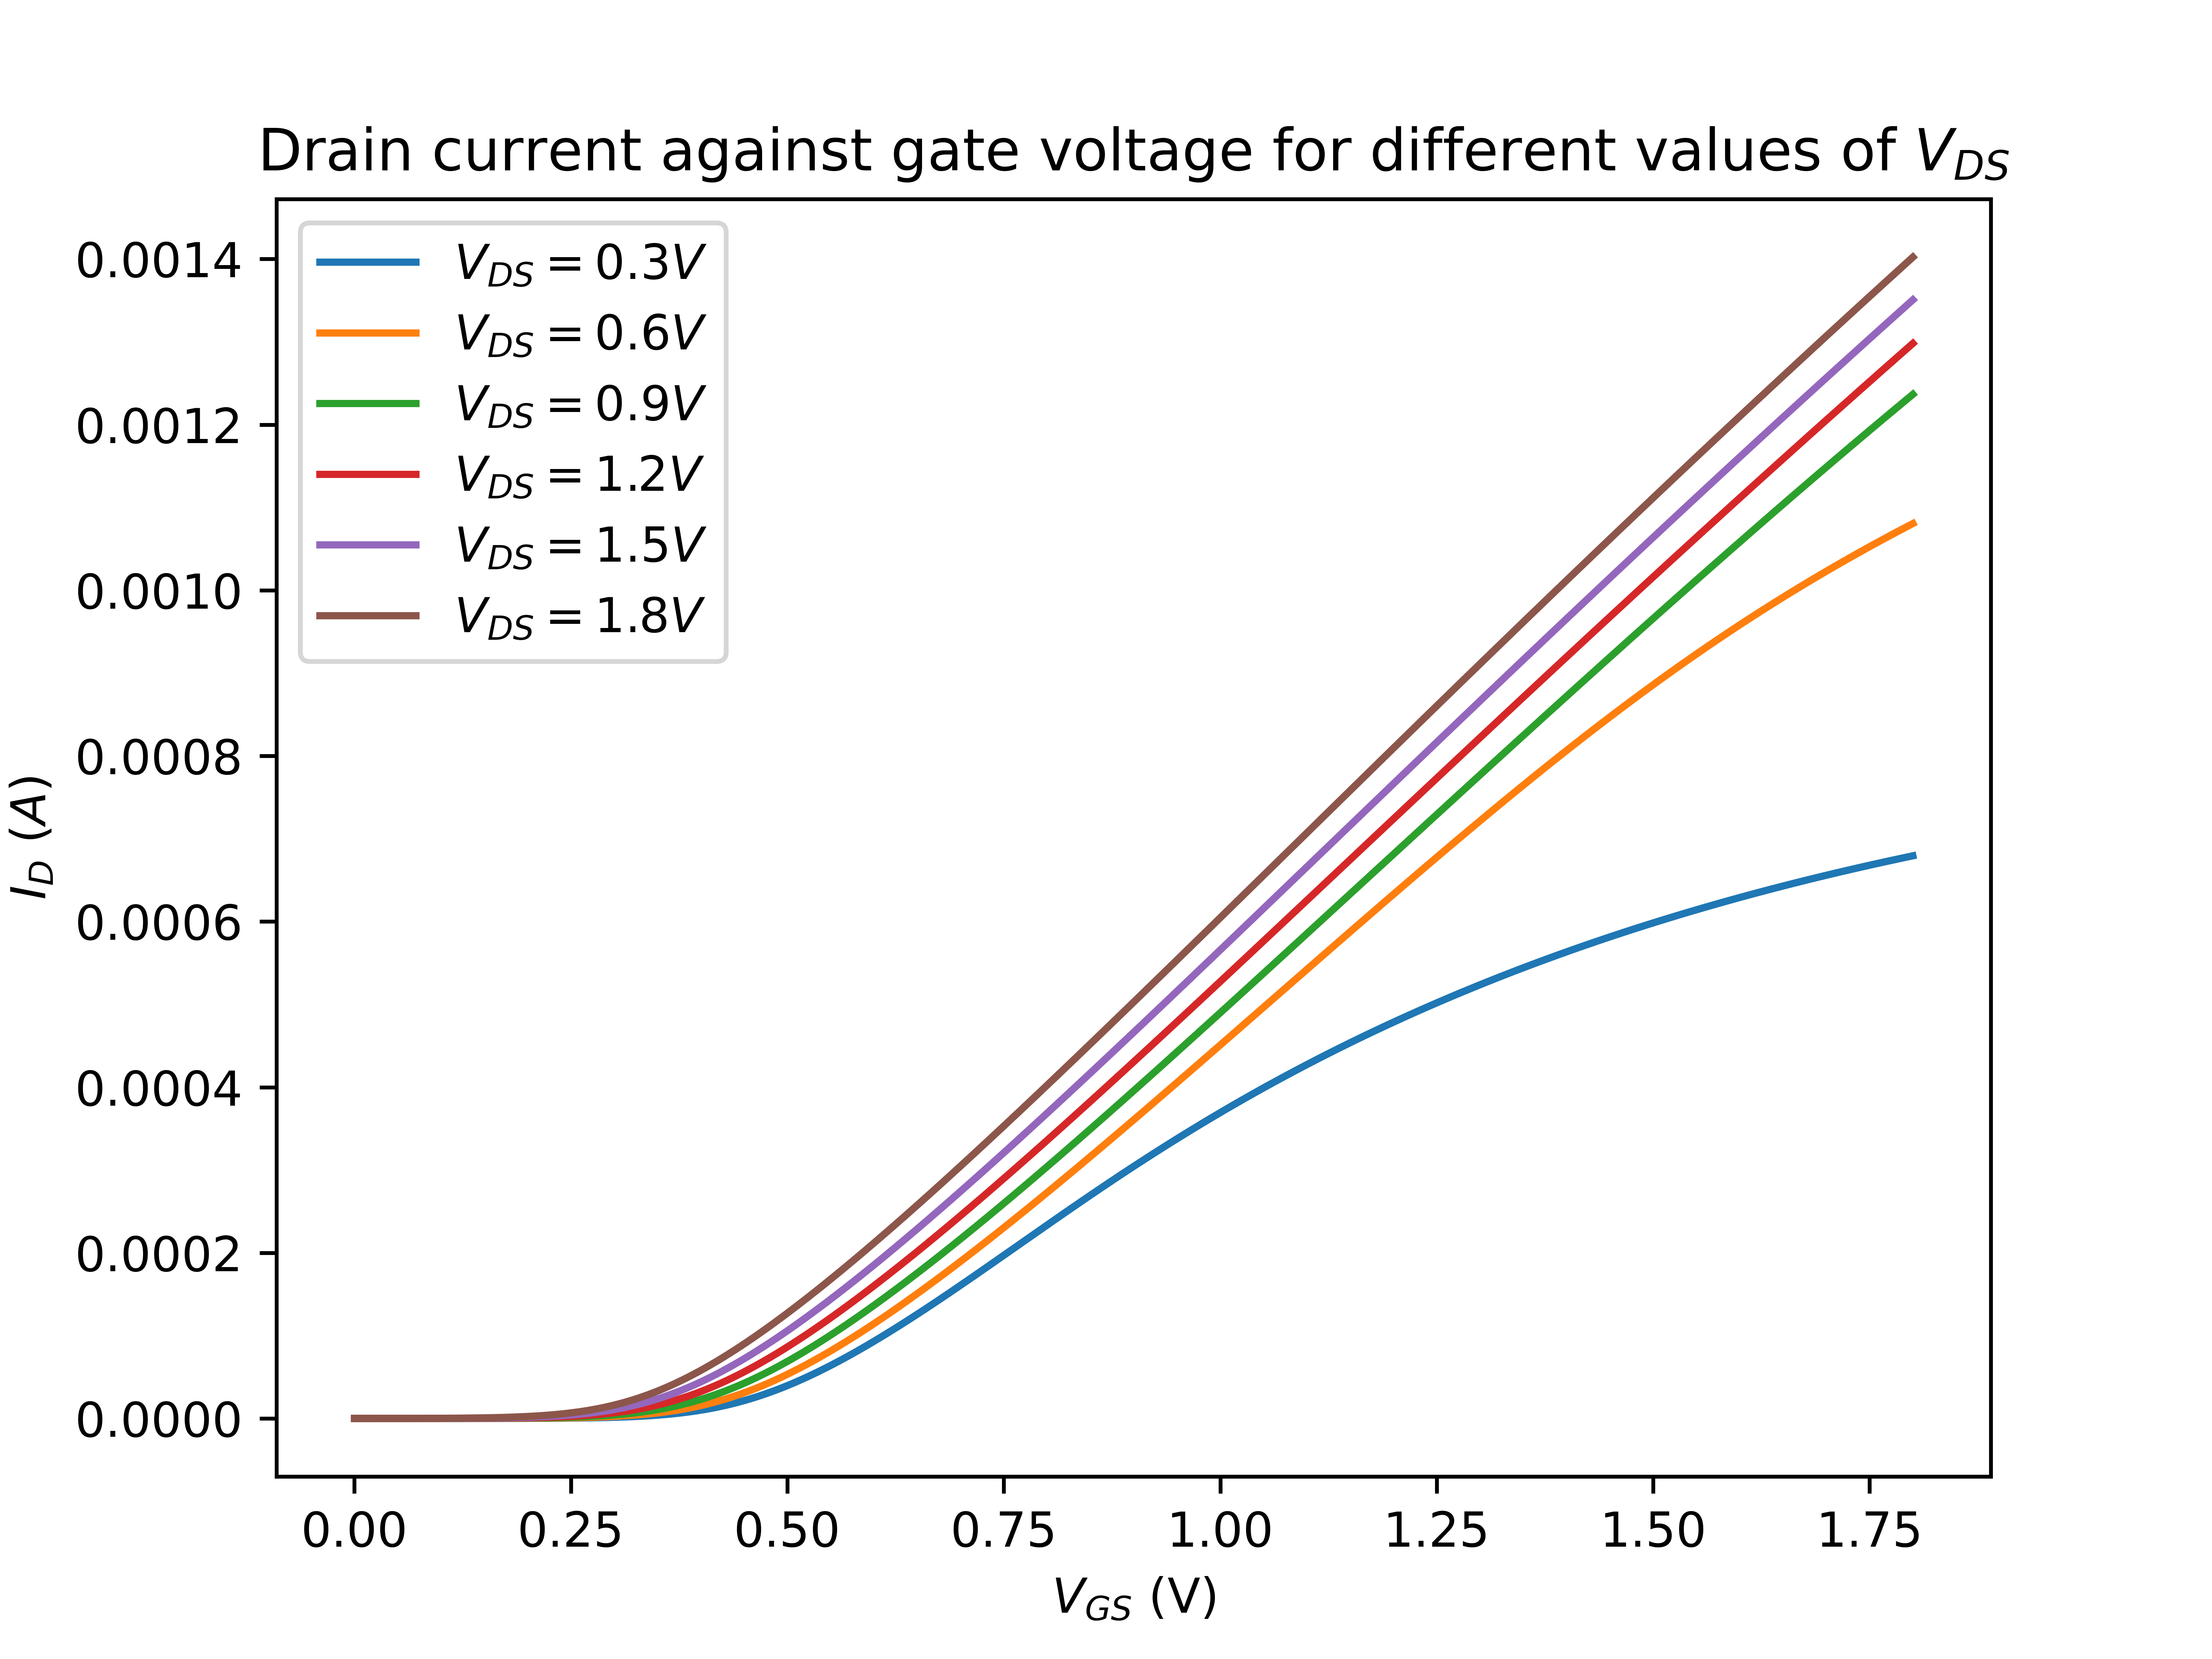 Drain current against gate voltage for different values of V_DS
V_DS = 0.3V
V_DS = 0.6V
V_DS = 0.9V
V_DS = 1.2V
V_DS = 1.5V
V_DS = 1.8V
0.0014
0.0012
0.0010
0.0008
0.0006
0.0004
0.0002
0.0000
I_D (A)
0.00 0.25 0.50 0.75 1.00 1.25 1.50 1.75
V_GS (V)